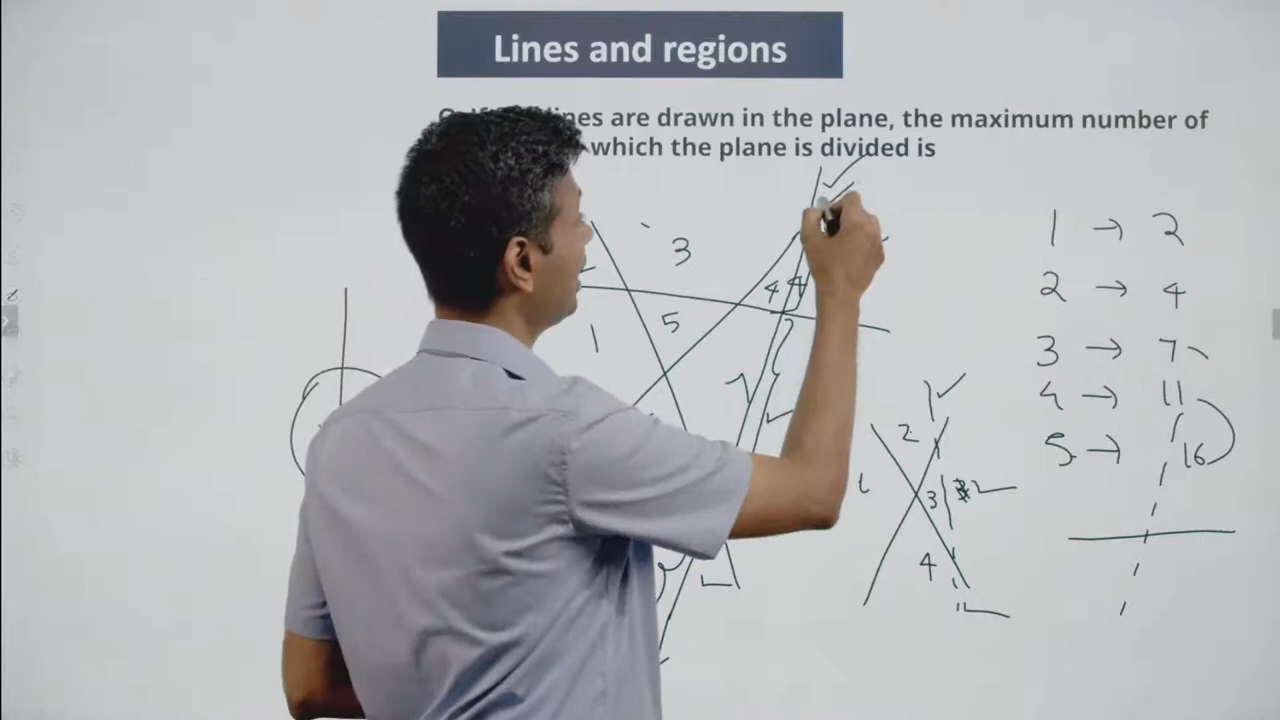 Lines and regions
lines are drawn in the plane, the maximum number of
which the plane is divided is
3
4 4
5
1
1 → 2
2 → 4
3 → 7
4 → 11
5 → 16
2
3
4